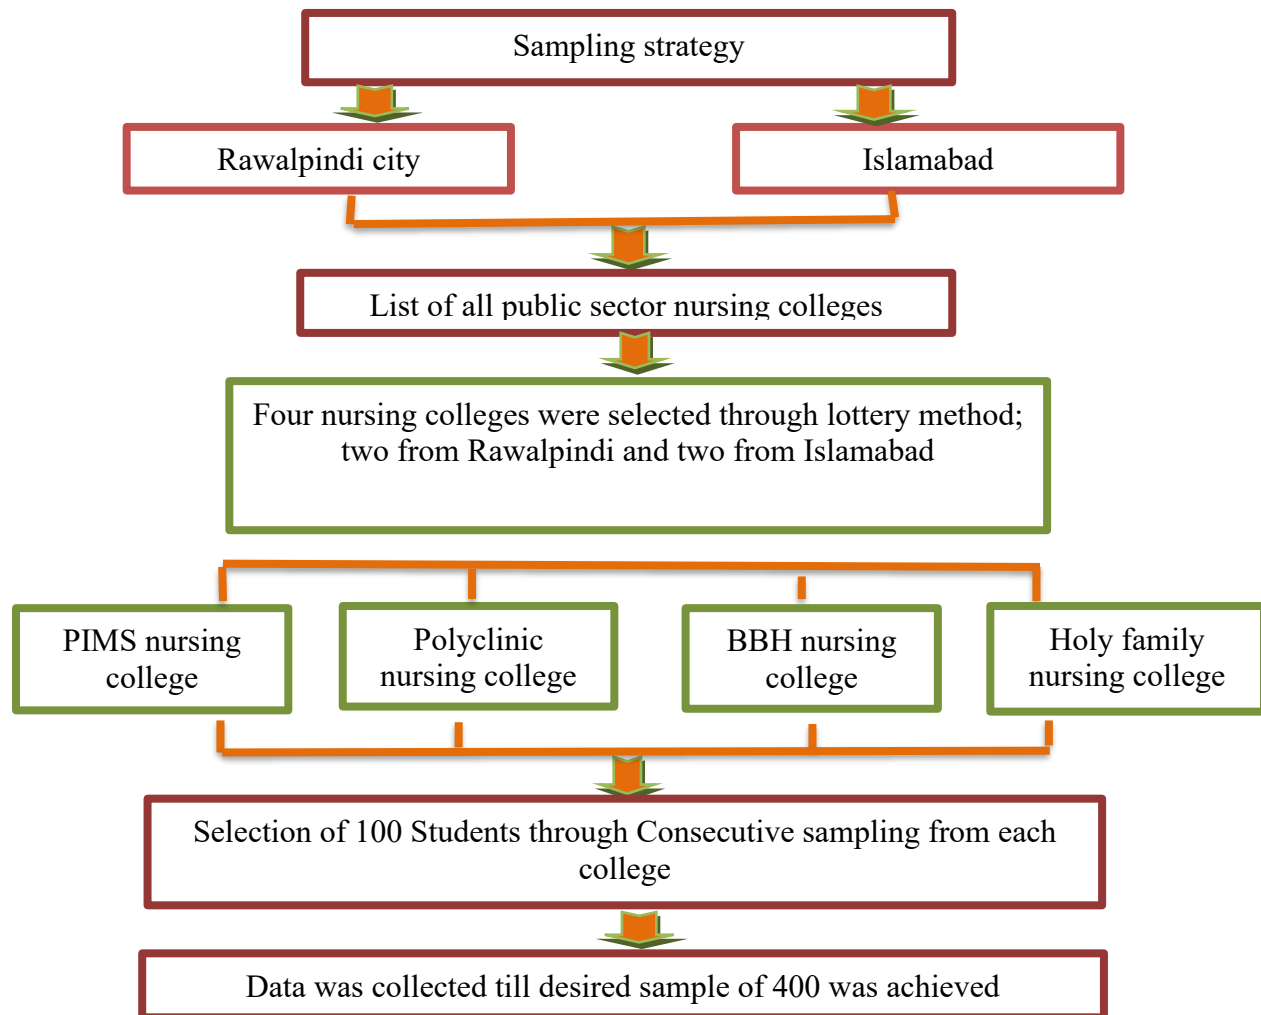 Sampling strategy
Rawalpindi city
Islamabad
List of all public sector nursing colleges
Four nursing colleges were selected through lottery method;
two from Rawalpindi and two from Islamabad
PIMS nursing
college
Polyclinic
nursing college
BBH nursing
college
Holy family
nursing college
Selection of 100 Students through Consecutive sampling from each
college
Data was collected till desired sample of 400 was achieved